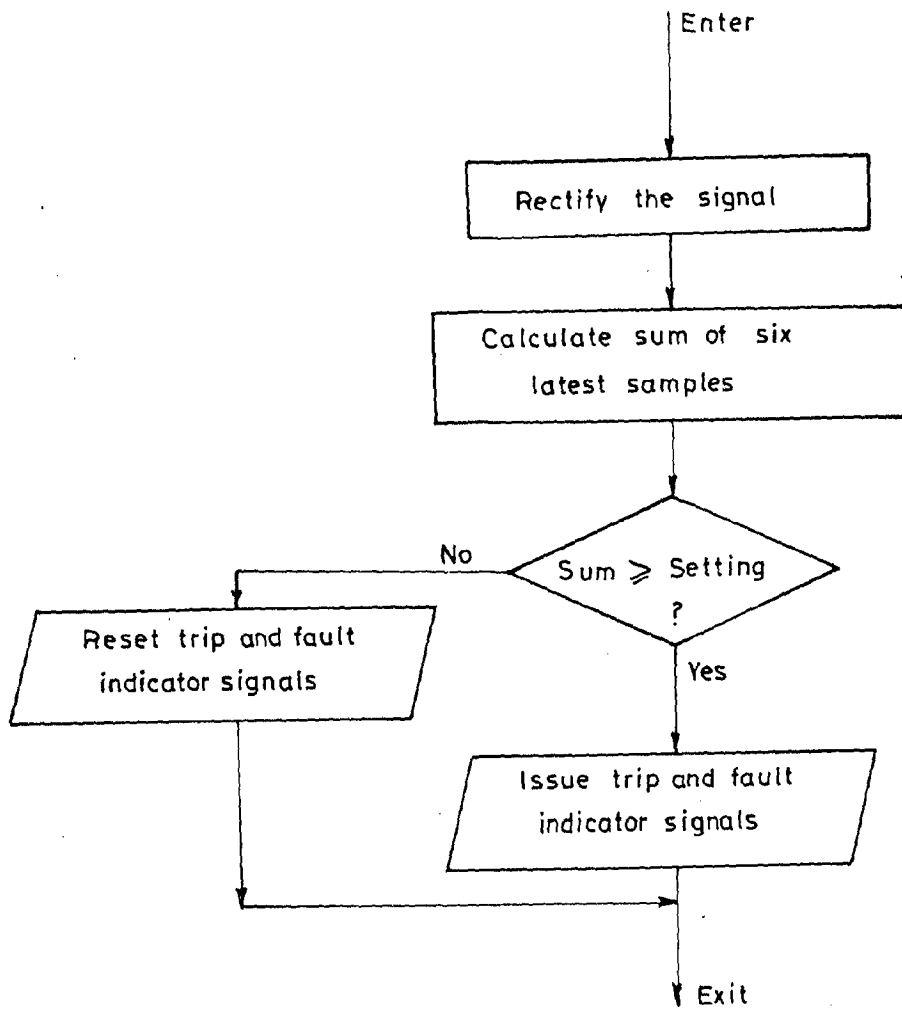 Enter
Rectify the signal
Calculate sum of six
latest samples
No
Sum ⩾ Setting
?
Reset trip and fault
indicator signals
Yes
Issue trip and fault
indicator signals
Exit